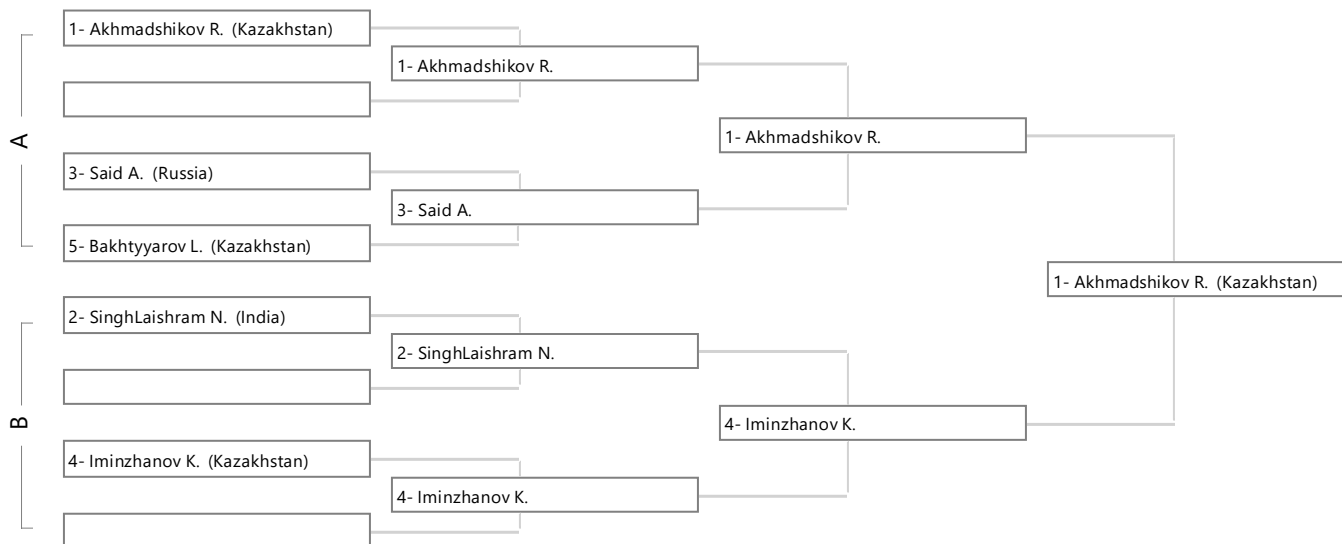 1- Akhmadshikov R. (Kazakhstan)
1- Akhmadshikov R.
1- Akhmadshikov R.
A
3- Said A. (Russia)
3- Said A.
5- Bakhtyyarov L. (Kazakhstan)
1- Akhmadshikov R. (Kazakhstan)
2- SinghLaishram N. (India)
2- SinghLaishram N.
B
4- Iminzhanov K.
4- Iminzhanov K. (Kazakhstan)
4- Iminzhanov K.